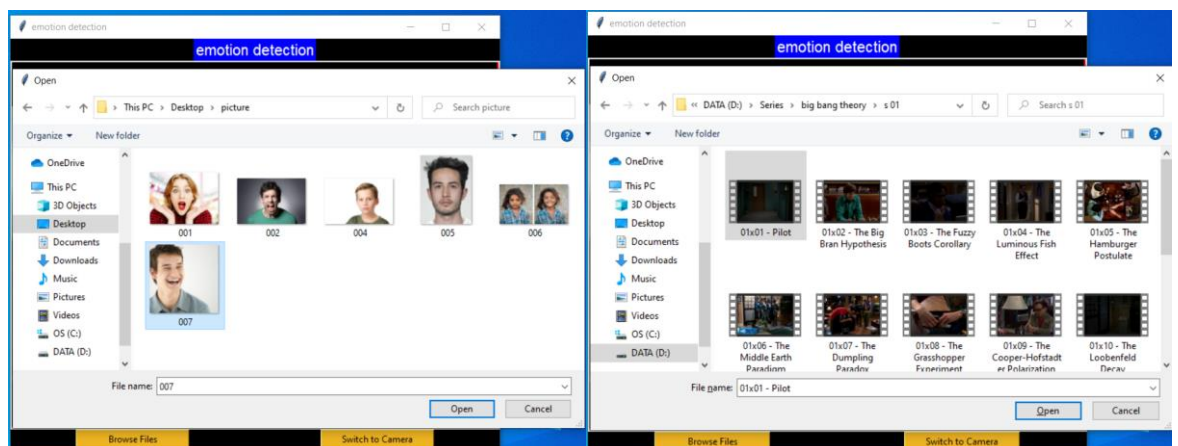 emotion detection
emotion detection
Open
This PC > Desktop > picture
Search picture
Organize
New folder
OneDrive
This PC
3D Objects
Desktop
Documents
Downloads
Music
Pictures
Videos
OS (C:)
DATA (D:)
001
002
004
005
006
007
File name: 007
Open
Cancel
Browse Files
Switch to Camera
emotion detection
emotion detection
Open
« DATA (D:) > Series > big bang theory > s 01
Search s 01
Organize
New folder
OneDrive
This PC
3D Objects
Desktop
Documents
Downloads
Music
Pictures
Videos
OS (C:)
DATA (D:)
01x01 - Pilot
01x02 - The Big
Bran Hypothesis
01x03 - The Fuzzy
Boots Corollary
01x04 - The
Luminous Fish
Effect
01x05 - The
Hamburger
Postulate
01x06 - The
Middle Earth
Paradigm
01x07 - The
Dumpling
Paradox
01x08 - The
Grasshopper
Experiment
01x09 - The
Cooper-Hofstadt
er Polarization
01x10 - The
Loobenfeld
Decay
File name: 01x01 - Pilot
Open
Cancel
Browse Files
Switch to Camera